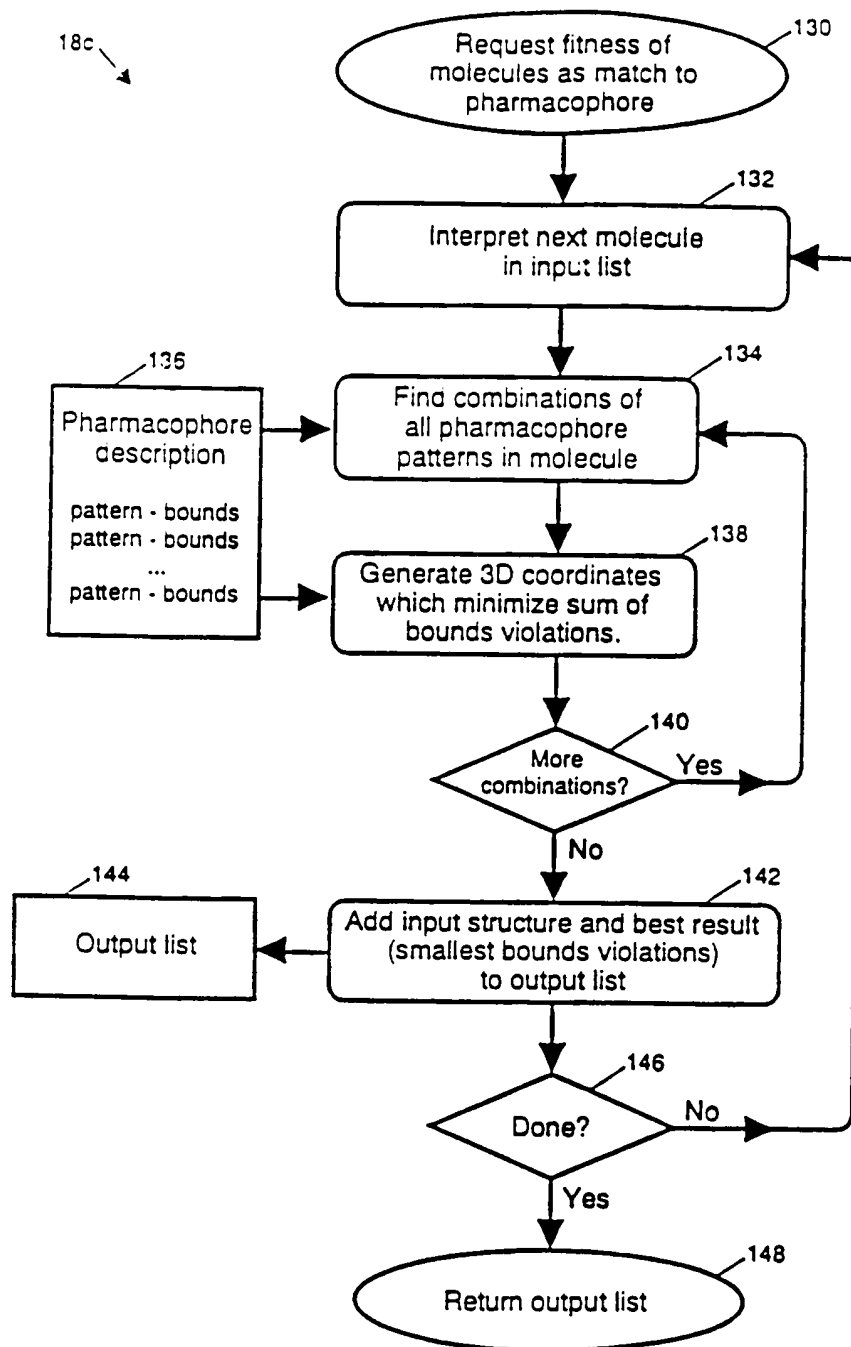 18c
130
Request fitness of
molecules as match to
pharmacophore
132
Interpret next molecule
in input list
136
134
Pharmacophore
description
pattern - bounds
pattern - bounds
...
pattern - bounds
Find combinations of
all pharmacophore
patterns in molecule
138
Generate 3D coordinates
which minimize sum of
bounds violations.
140
More
combinations?
Yes
No
144
142
Output list
Add input structure and best result
(smallest bounds violations)
to output list
146
Done?
No
Yes
148
Return output list